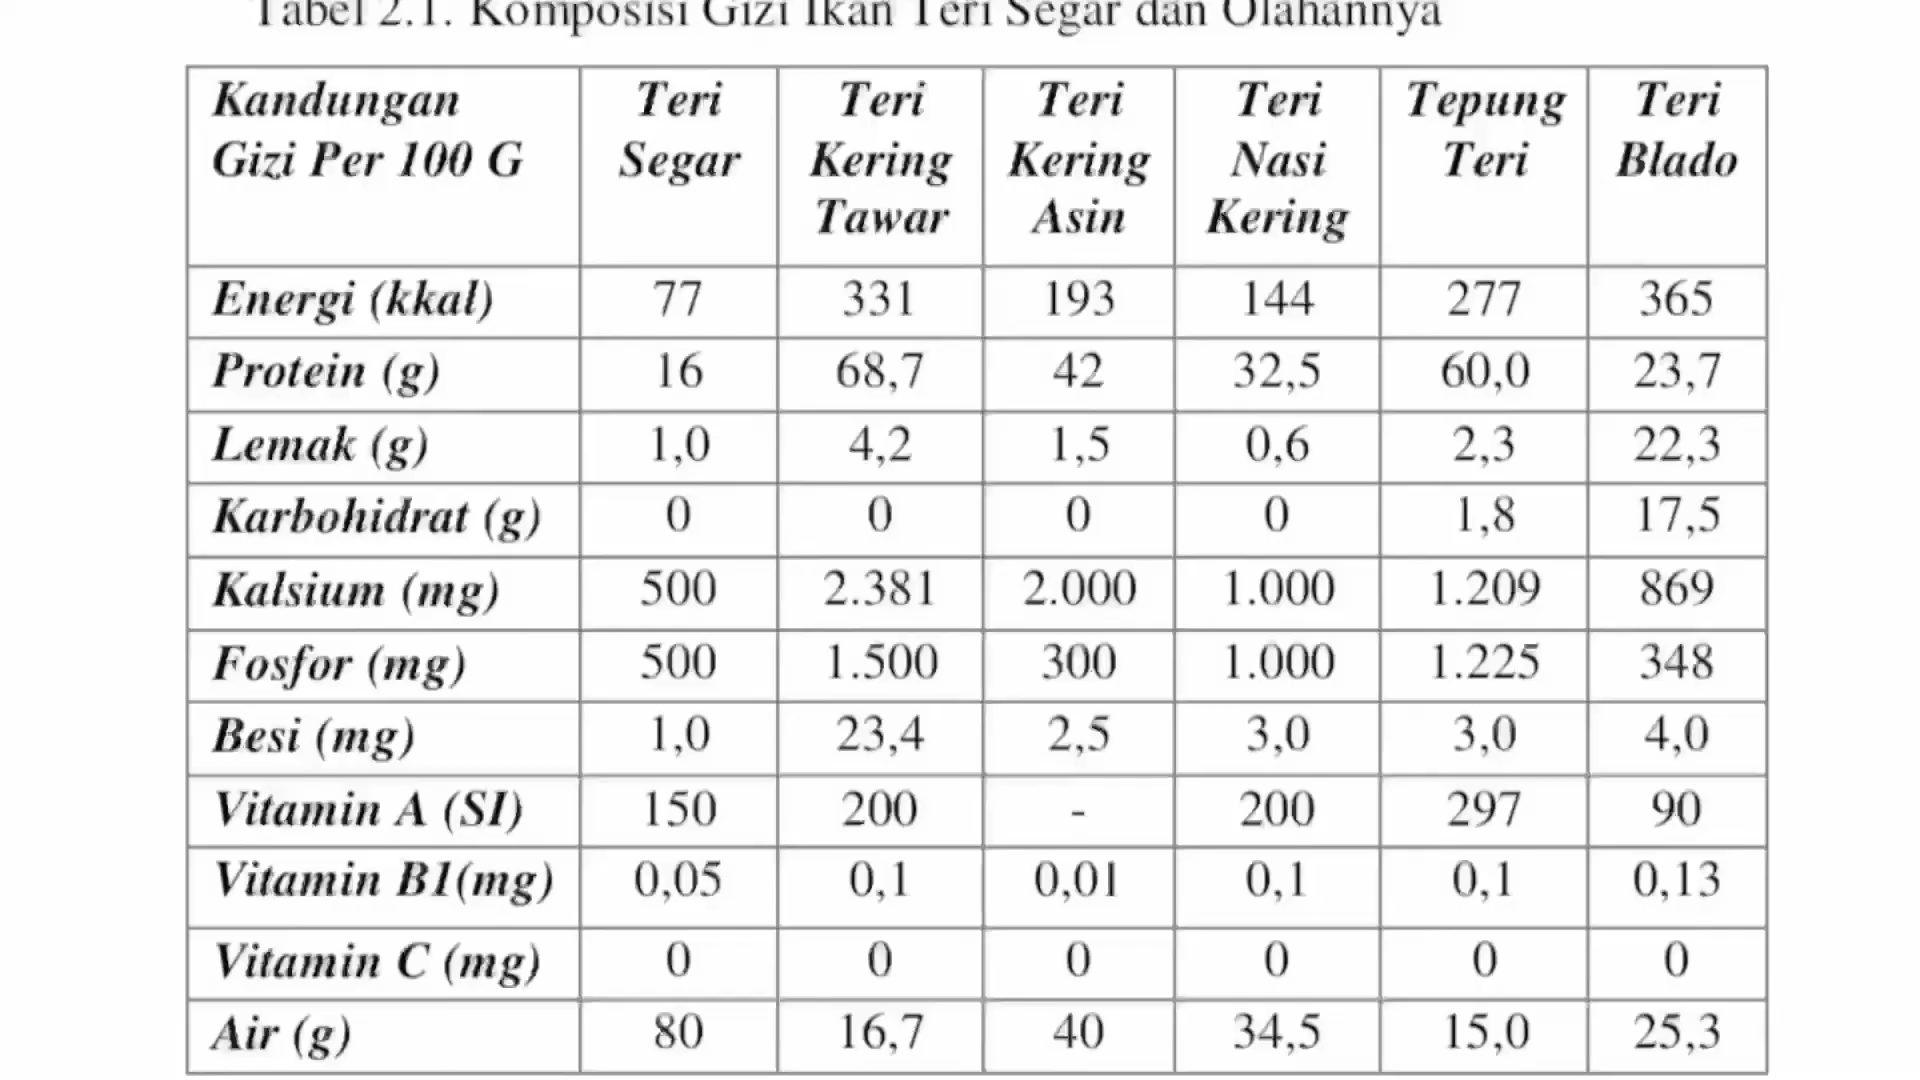 Tabel 2.1. Komposisi Gizi Ikan Teri Segar dan Olahannya
Kandungan Gizi Per 100 G | Teri Segar | Teri Kering Tawar | Teri Kering Asin | Teri Nasi Kering | Tepung Teri | Teri Blado
Energi (kkal) | 77 | 331 | 193 | 144 | 277 | 365
Protein (g) | 16 | 68,7 | 42 | 32,5 | 60,0 | 23,7
Lemak (g) | 1,0 | 4,2 | 1,5 | 0,6 | 2,3 | 22,3
Karbohidrat (g) | 0 | 0 | 0 | 0 | 1,8 | 17,5
Kalsium (mg) | 500 | 2.381 | 2.000 | 1.000 | 1.209 | 869
Fosfor (mg) | 500 | 1.500 | 300 | 1.000 | 1.225 | 348
Besi (mg) | 1,0 | 23,4 | 2,5 | 3,0 | 3,0 | 4,0
Vitamin A (SI) | 150 | 200 | - | 200 | 297 | 90
Vitamin B1(mg) | 0,05 | 0,1 | 0,01 | 0,1 | 0,1 | 0,13
Vitamin C (mg) | 0 | 0 | 0 | 0 | 0 | 0
Air (g) | 80 | 16,7 | 40 | 34,5 | 15,0 | 25,3